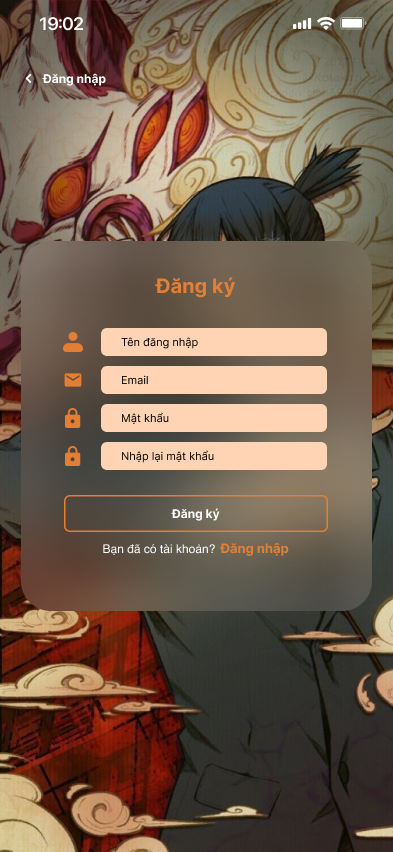 19:02
Đăng nhập
Đăng ký
Tên đăng nhập
Email
Mật khẩu
Nhập lại mật khẩu
Đăng ký
Bạn đã có tài khoản? Đăng nhập